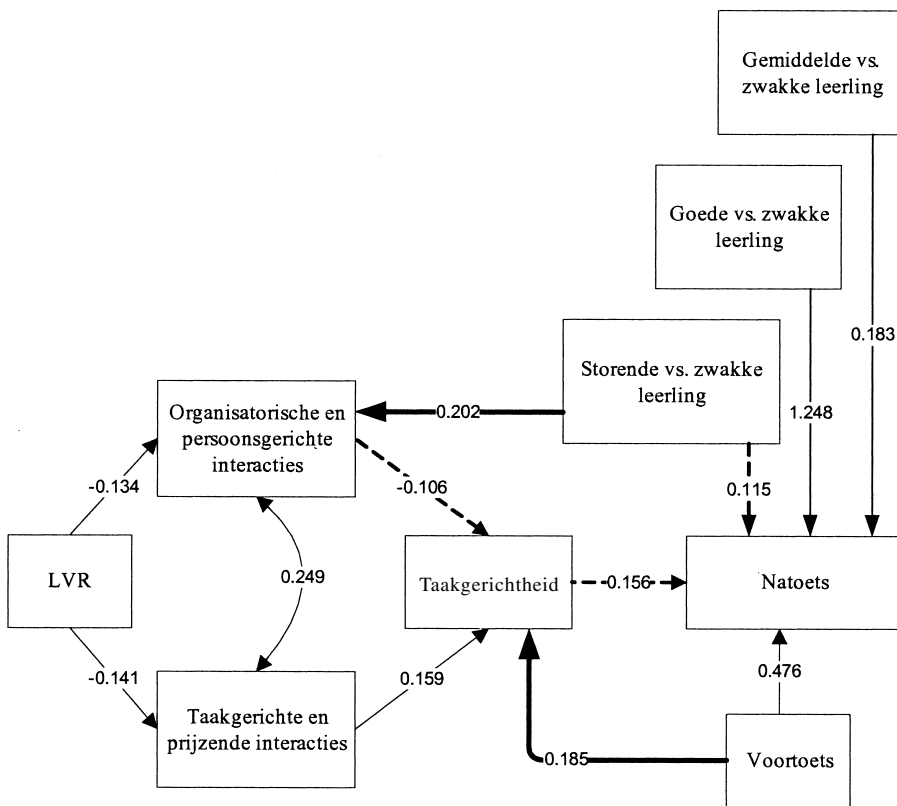 Gemiddelde vs.
zwakke leerling
Goede vs. zwakke
leerling
0.183
Storende vs. zwakke
leerling
1.248
Organisatorische en
persoonsgerichte
interacties
0.202
-0.134
-0.106
0.115
LVR
0.249
Taakgerichtheid
0.156
Natoets
-0.141
0.159
0.476
Taakgerichte en
prijzende interacties
0.185
Voortoets